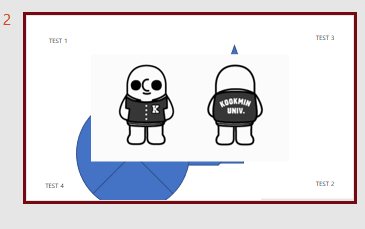 2
TEST 1
TEST 3
K
KOOKMIN
UNIV.
TEST 4
TEST 2